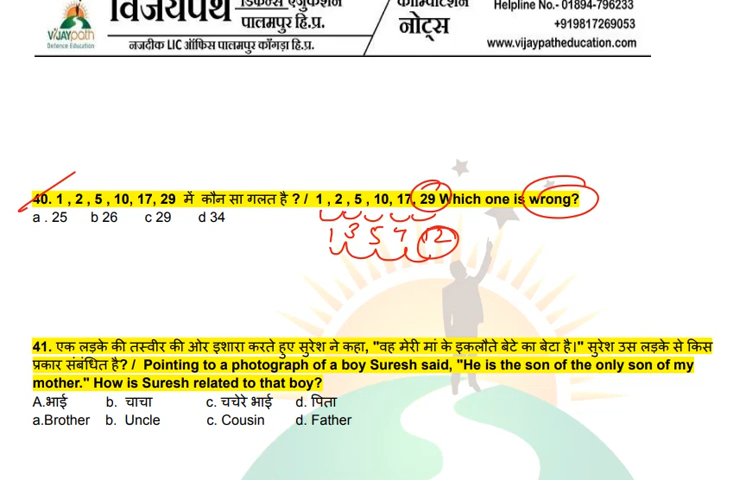 विजयपथ डिफेन्स एजुकेशन
पालमपुर हि.प्र.
नजदीक LIC ऑफिस पालमपुर काँगड़ा हि.प्र.
VIJAYpath
Defence Education
नोट्स
Helpline No.- 01894-796233
+919817269053
www.vijaypatheducation.com
40. 1 , 2 , 5 , 10, 17, 29 में कौन सा गलत है ? / 1 , 2 , 5 , 10, 17, 29 Which one is wrong?
a . 25 b 26 c 29 d 34
1 3 5 7 12
41. एक लड़के की तस्वीर की ओर इशारा करते हुए सुरेश ने कहा, "वह मेरी मां के इकलौते बेटे का बेटा है।" सुरेश उस लड़के से किस
प्रकार संबंधित है? / Pointing to a photograph of a boy Suresh said, "He is the son of the only son of my
mother." How is Suresh related to that boy?
A.भाई b. चाचा c. चचेरे भाई d. पिता
a.Brother b. Uncle c. Cousin d. Father